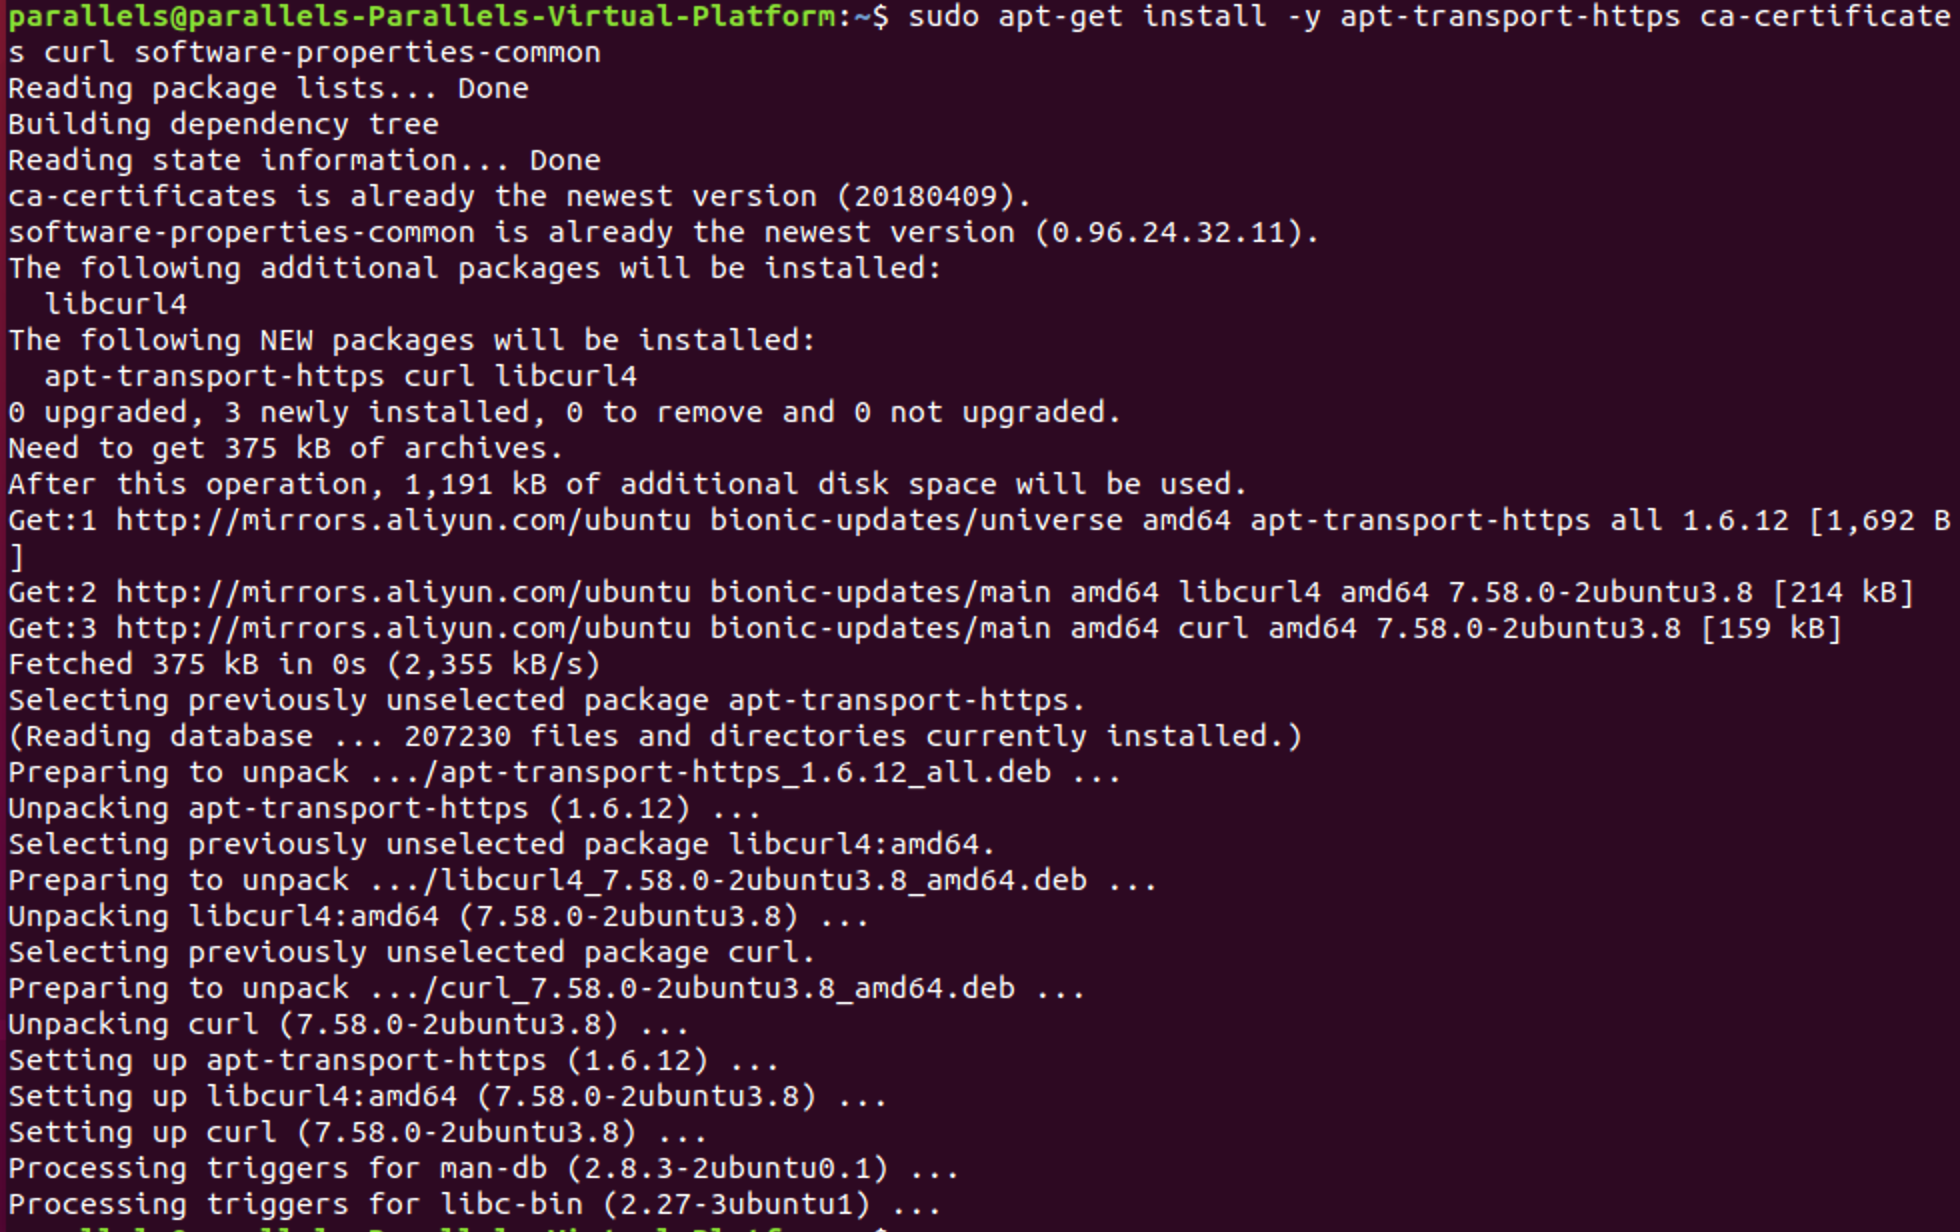 parallels@parallels-Parallels-Virtual-Platform:~$ sudo apt-get install -y apt-transport-https ca-certificate
s curl software-properties-common
Reading package lists... Done
Building dependency tree
Reading state information... Done
ca-certificates is already the newest version (20180409).
software-properties-common is already the newest version (0.96.24.32.11).
The following additional packages will be installed:
  libcurl4
The following NEW packages will be installed:
  apt-transport-https curl libcurl4
0 upgraded, 3 newly installed, 0 to remove and 0 not upgraded.
Need to get 375 kB of archives.
After this operation, 1,191 kB of additional disk space will be used.
Get:1 http://mirrors.aliyun.com/ubuntu bionic-updates/universe amd64 apt-transport-https all 1.6.12 [1,692 B
]
Get:2 http://mirrors.aliyun.com/ubuntu bionic-updates/main amd64 libcurl4 amd64 7.58.0-2ubuntu3.8 [214 kB]
Get:3 http://mirrors.aliyun.com/ubuntu bionic-updates/main amd64 curl amd64 7.58.0-2ubuntu3.8 [159 kB]
Fetched 375 kB in 0s (2,355 kB/s)
Selecting previously unselected package apt-transport-https.
(Reading database ... 207230 files and directories currently installed.)
Preparing to unpack .../apt-transport-https_1.6.12_all.deb ...
Unpacking apt-transport-https (1.6.12) ...
Selecting previously unselected package libcurl4:amd64.
Preparing to unpack .../libcurl4_7.58.0-2ubuntu3.8_amd64.deb ...
Unpacking libcurl4:amd64 (7.58.0-2ubuntu3.8) ...
Selecting previously unselected package curl.
Preparing to unpack .../curl_7.58.0-2ubuntu3.8_amd64.deb ...
Unpacking curl (7.58.0-2ubuntu3.8) ...
Setting up apt-transport-https (1.6.12) ...
Setting up libcurl4:amd64 (7.58.0-2ubuntu3.8) ...
Setting up curl (7.58.0-2ubuntu3.8) ...
Processing triggers for man-db (2.8.3-2ubuntu0.1) ...
Processing triggers for libc-bin (2.27-3ubuntu1) ...